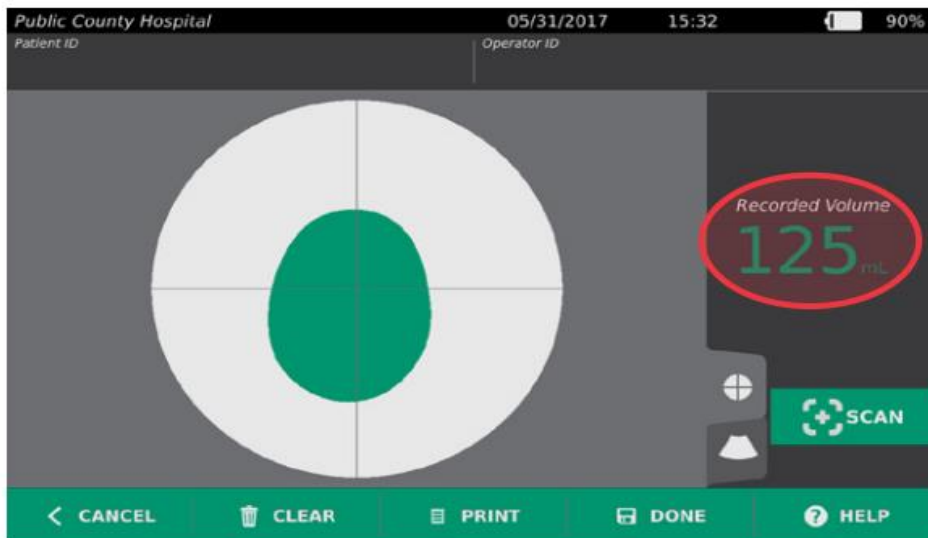 Public County Hospital 05/31/2017 15:32 90%
Patient ID Operator ID
Recorded Volume
125 mL
SCAN
CANCEL CLEAR PRINT DONE HELP